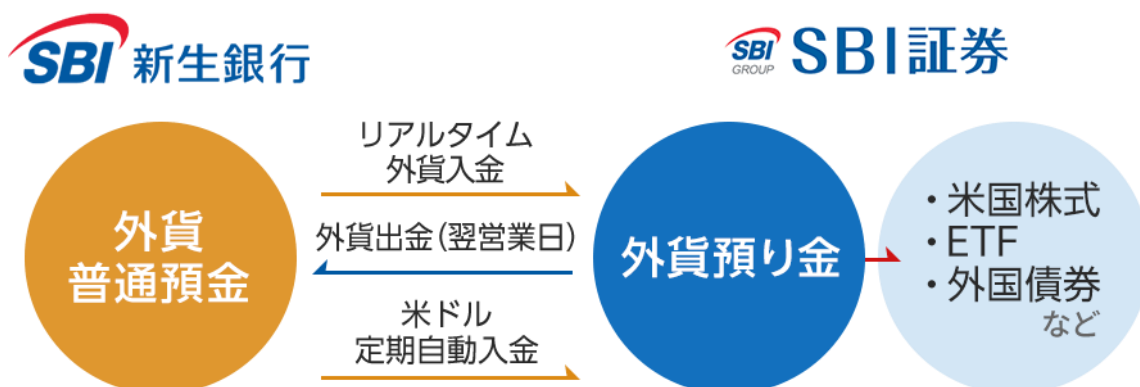 SBI 新生銀行
SBI GROUP SBI証券
リアルタイム
外貨入金
外貨
普通預金
外貨出金(翌営業日)
米ドル
定期自動入金
外貨預り金
・米国株式
・ETF
・外国債券
など